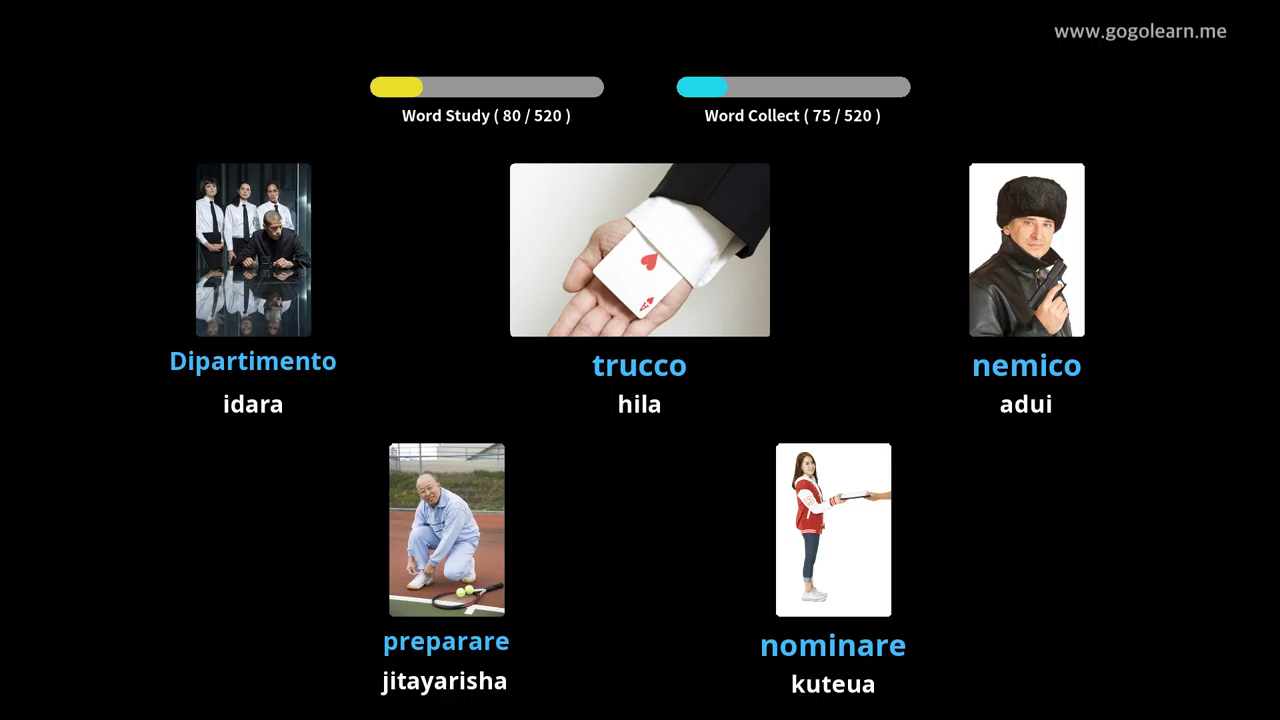 www.gogolearn.me
Word Study ( 80 / 520 )
Word Collect ( 75 / 520 )
Dipartimento
idara
trucco
hila
nemico
adui
preparare
jitayarisha
nominare
kuteua